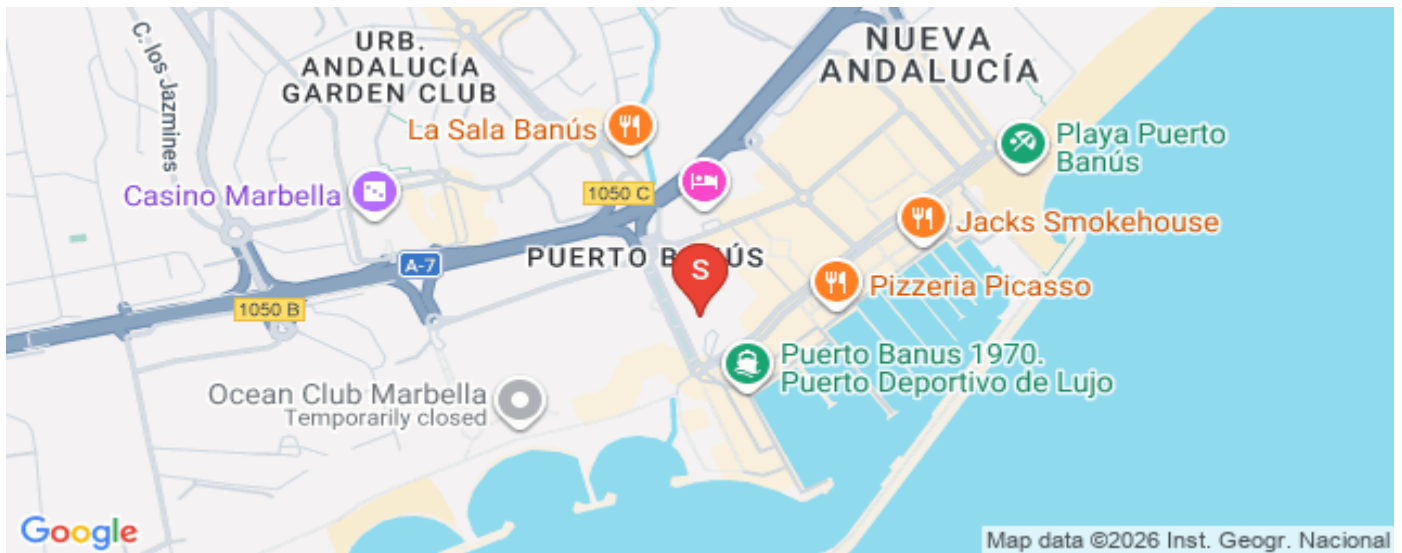 C. los Jazmines
URB.
ANDALUCÍA
GARDEN CLUB
NUEVA
ANDALUCÍA
La Sala Banús
Playa Puerto
Banús
Casino Marbella
1050 C
Jacks Smokehouse
PUERTO BANÚS
S
A-7
Pizzeria Picasso
1050 B
Puerto Banus 1970.
Puerto Deportivo de Lujo
Ocean Club Marbella
Temporarily closed
Google
Map data ©2026 Inst. Geogr. Nacional